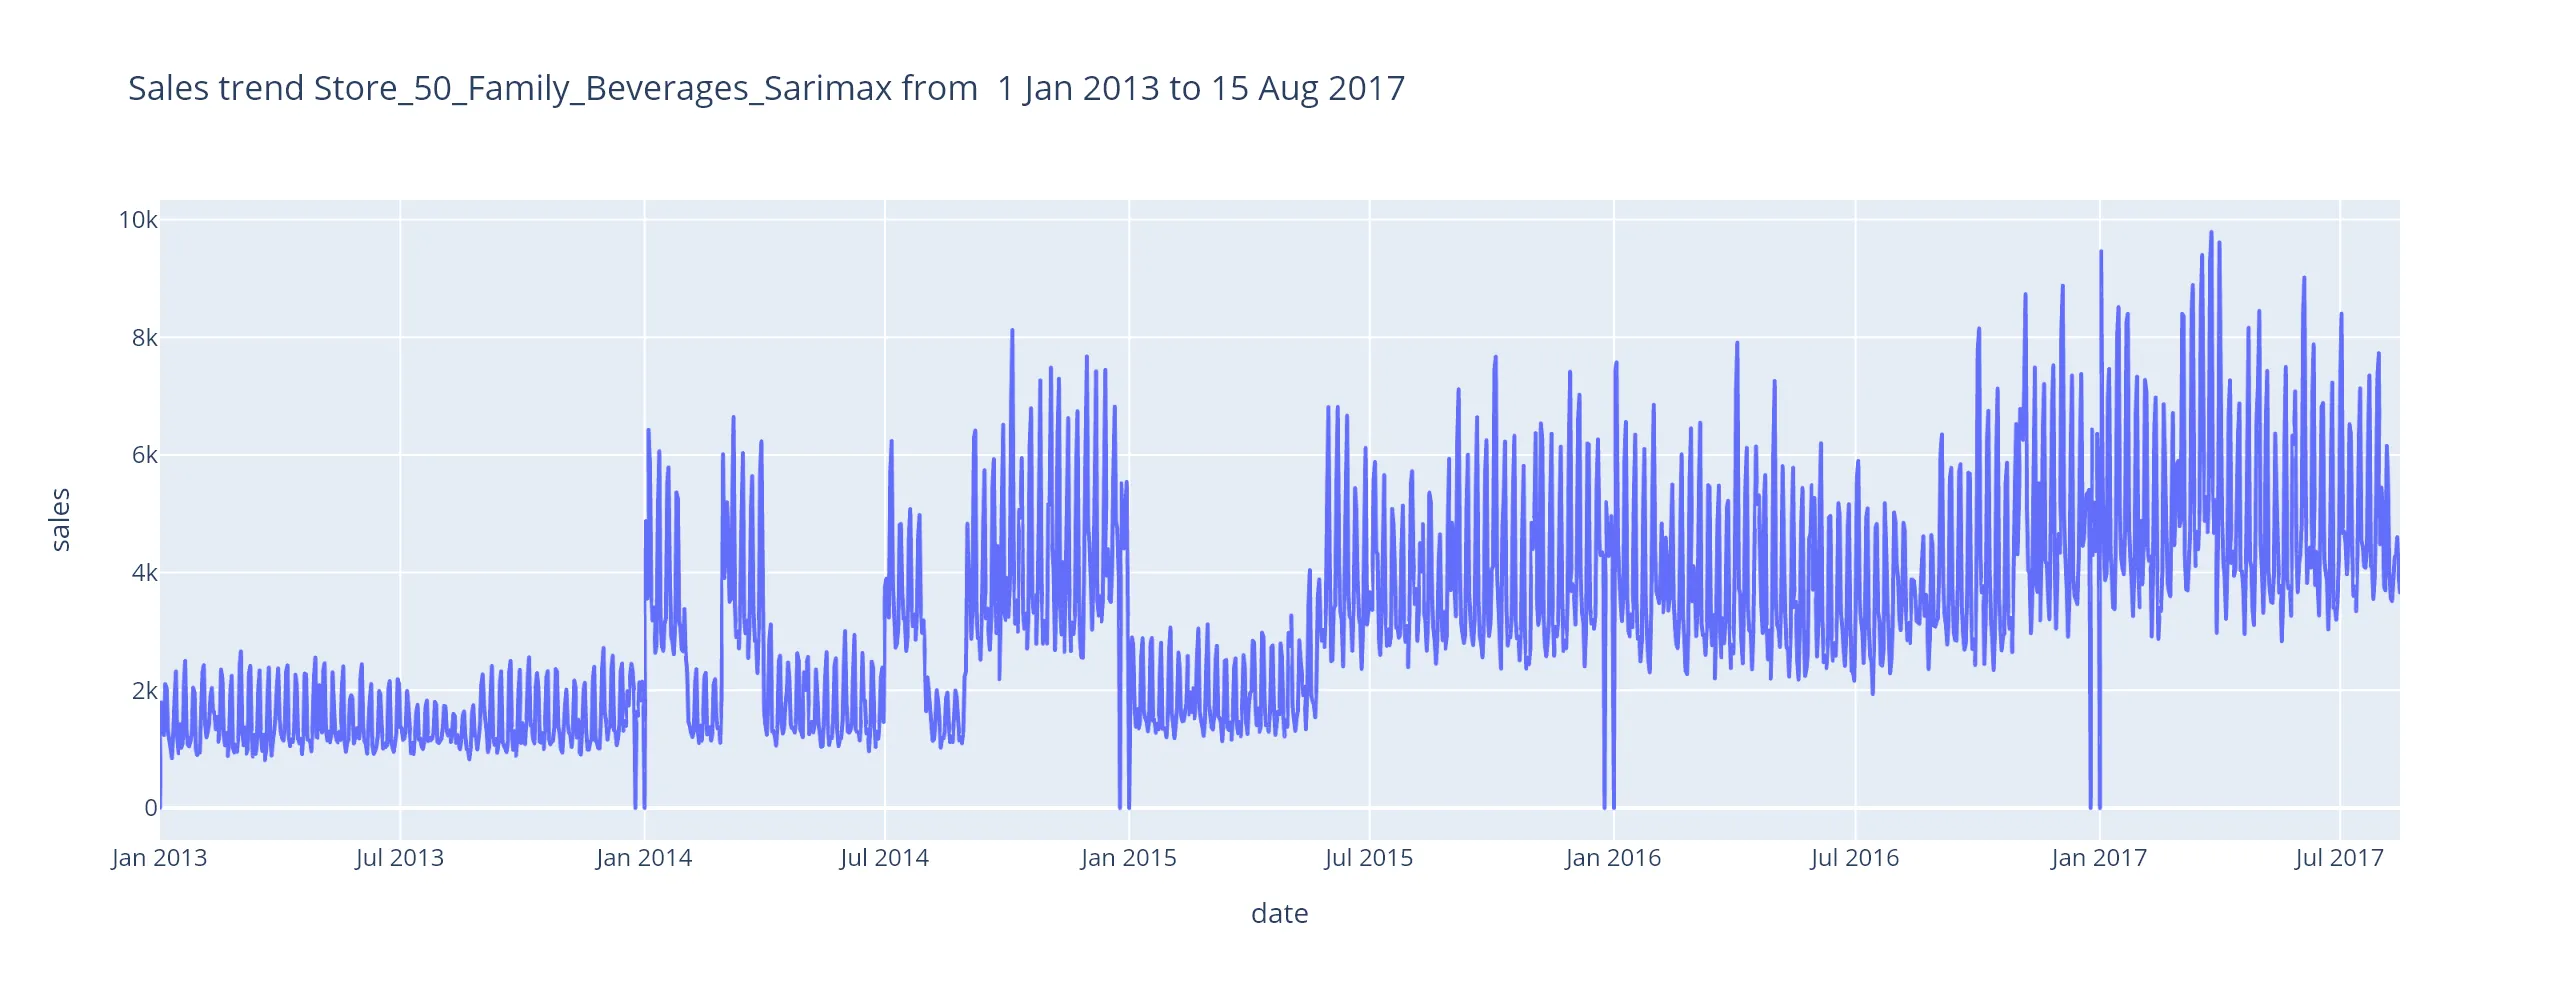 Sales trend Store_50_Family_Beverages_Sarimax from  1 Jan 2013 to 15 Aug 2017
10k
8k
6k
4k
2k
0
sales
Jan 2013 Jul 2013 Jan 2014 Jul 2014 Jan 2015 Jul 2015 Jan 2016 Jul 2016 Jan 2017 Jul 2017
date